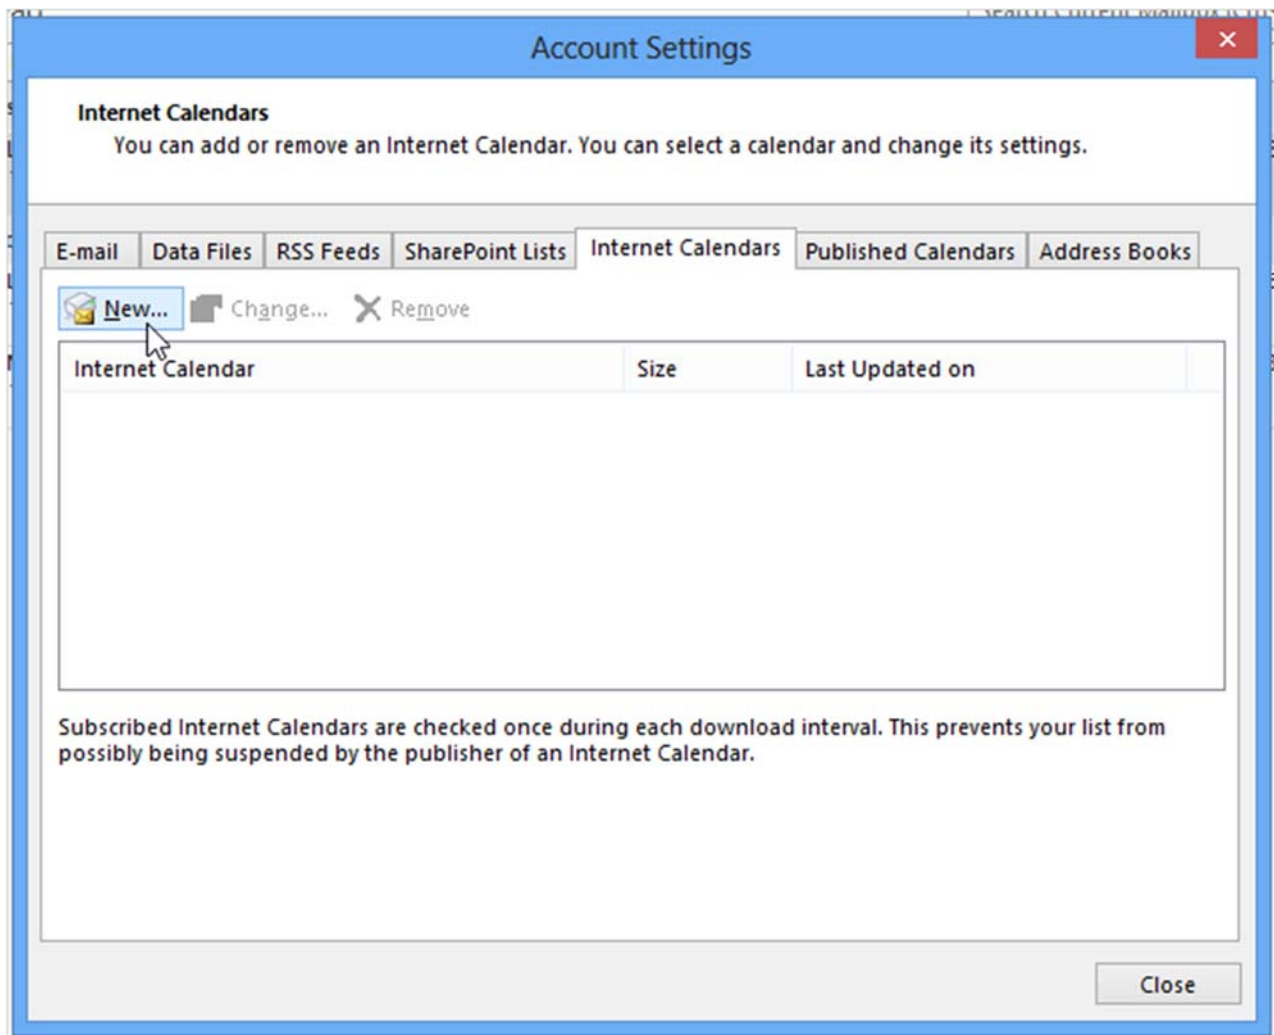 Account Settings
Internet Calendars
You can add or remove an Internet Calendar. You can select a calendar and change its settings.
E-mail Data Files RSS Feeds SharePoint Lists Internet Calendars Published Calendars Address Books
New... Change... Remove
Internet Calendar Size Last Updated on
Subscribed Internet Calendars are checked once during each download interval. This prevents your list from
possibly being suspended by the publisher of an Internet Calendar.
Close